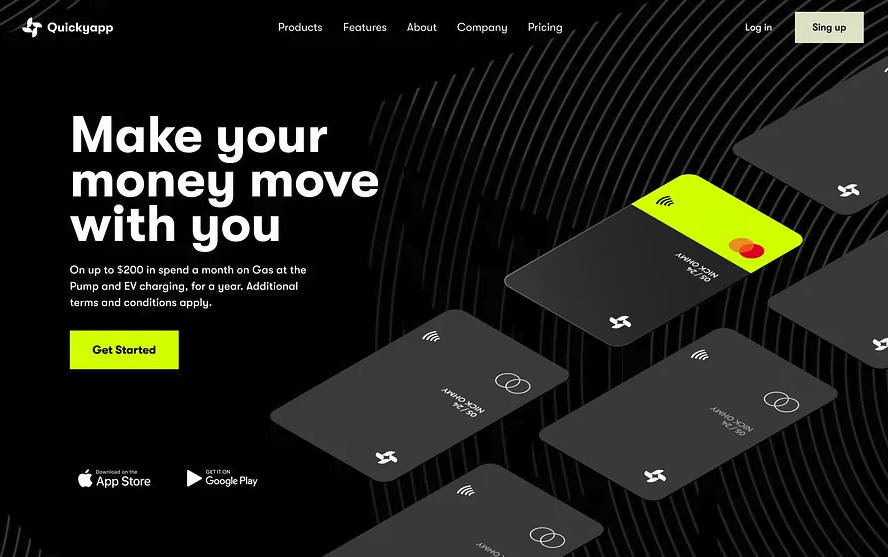 Quickyapp
Products Features About Company Pricing
Log in
Sing up
Make your
money move
with you
On up to $200 in spend a month on Gas at the
Pump and EV charging, for a year. Additional
terms and conditions apply.
Get Started
Download on the
App Store
GET IT ON
Google Play
NICK OHMY
05 / 24
NICK OHMY
05 / 24
NICK OHMY
05 / 24
NICK OHMY